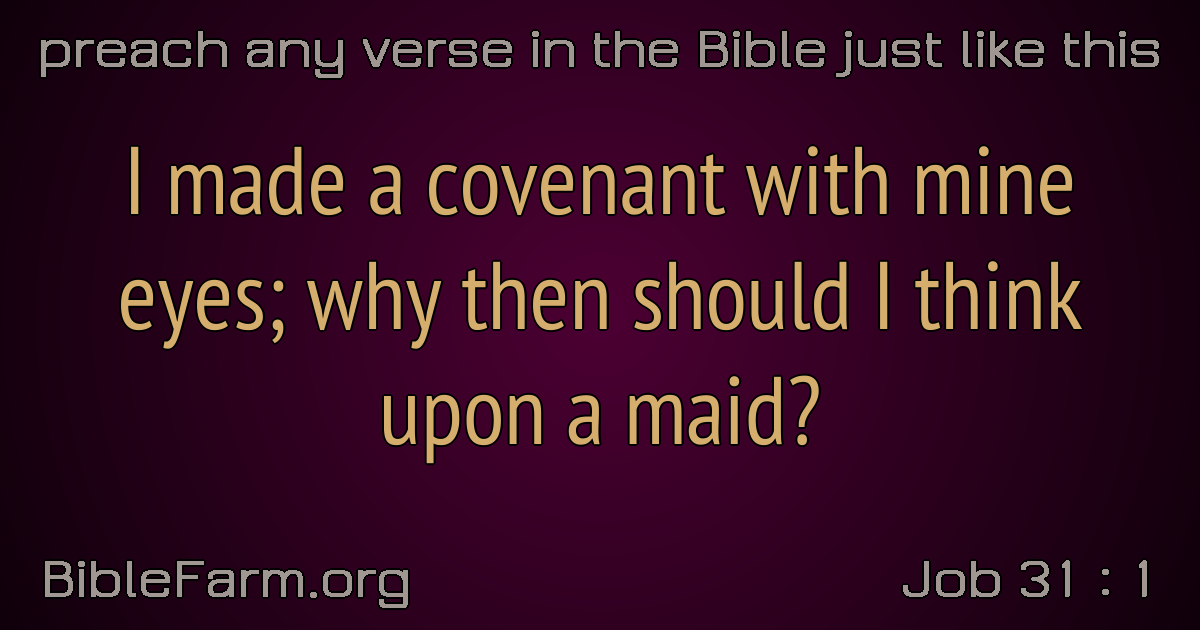 preach any verse in the Bible just like this
I made a covenant with mine
eyes; why then should I think
upon a maid?
BibleFarm.org
Job 31 : 1